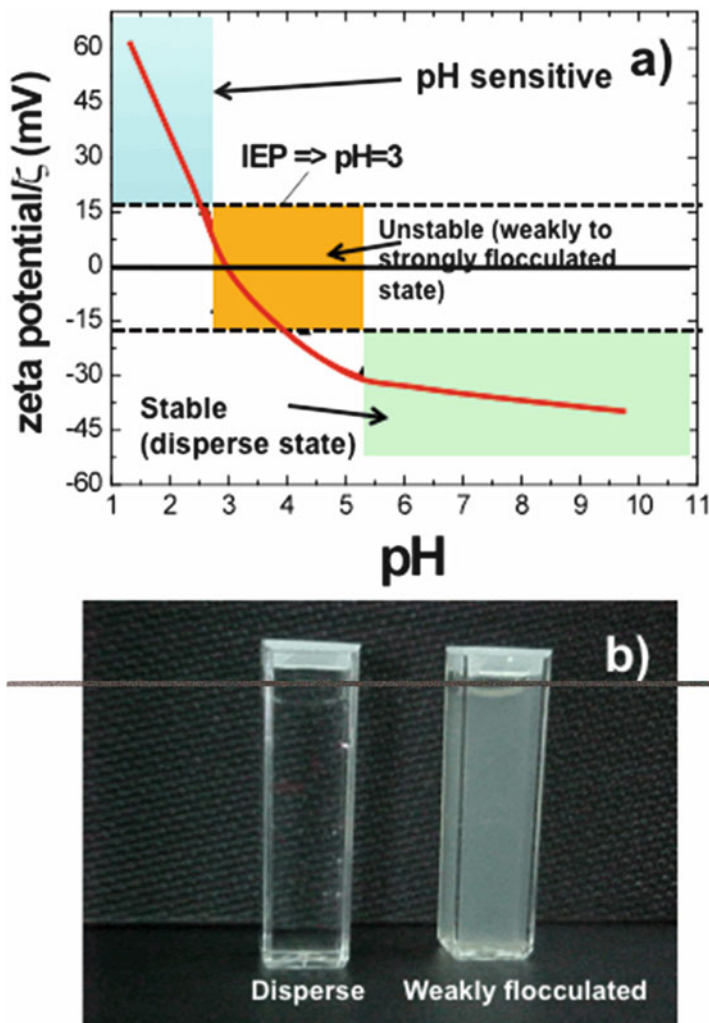 a)
60
45
30
15
0
-15
-30
-45
-60
zeta potential/ζ (mV)
pH sensitive
IEP => pH=3
Unstable (weakly to
strongly flocculated
state)
Stable
(disperse state)
1 2 3 4 5 6 7 8 9 10 11
pH
b)
Disperse Weakly flocculated